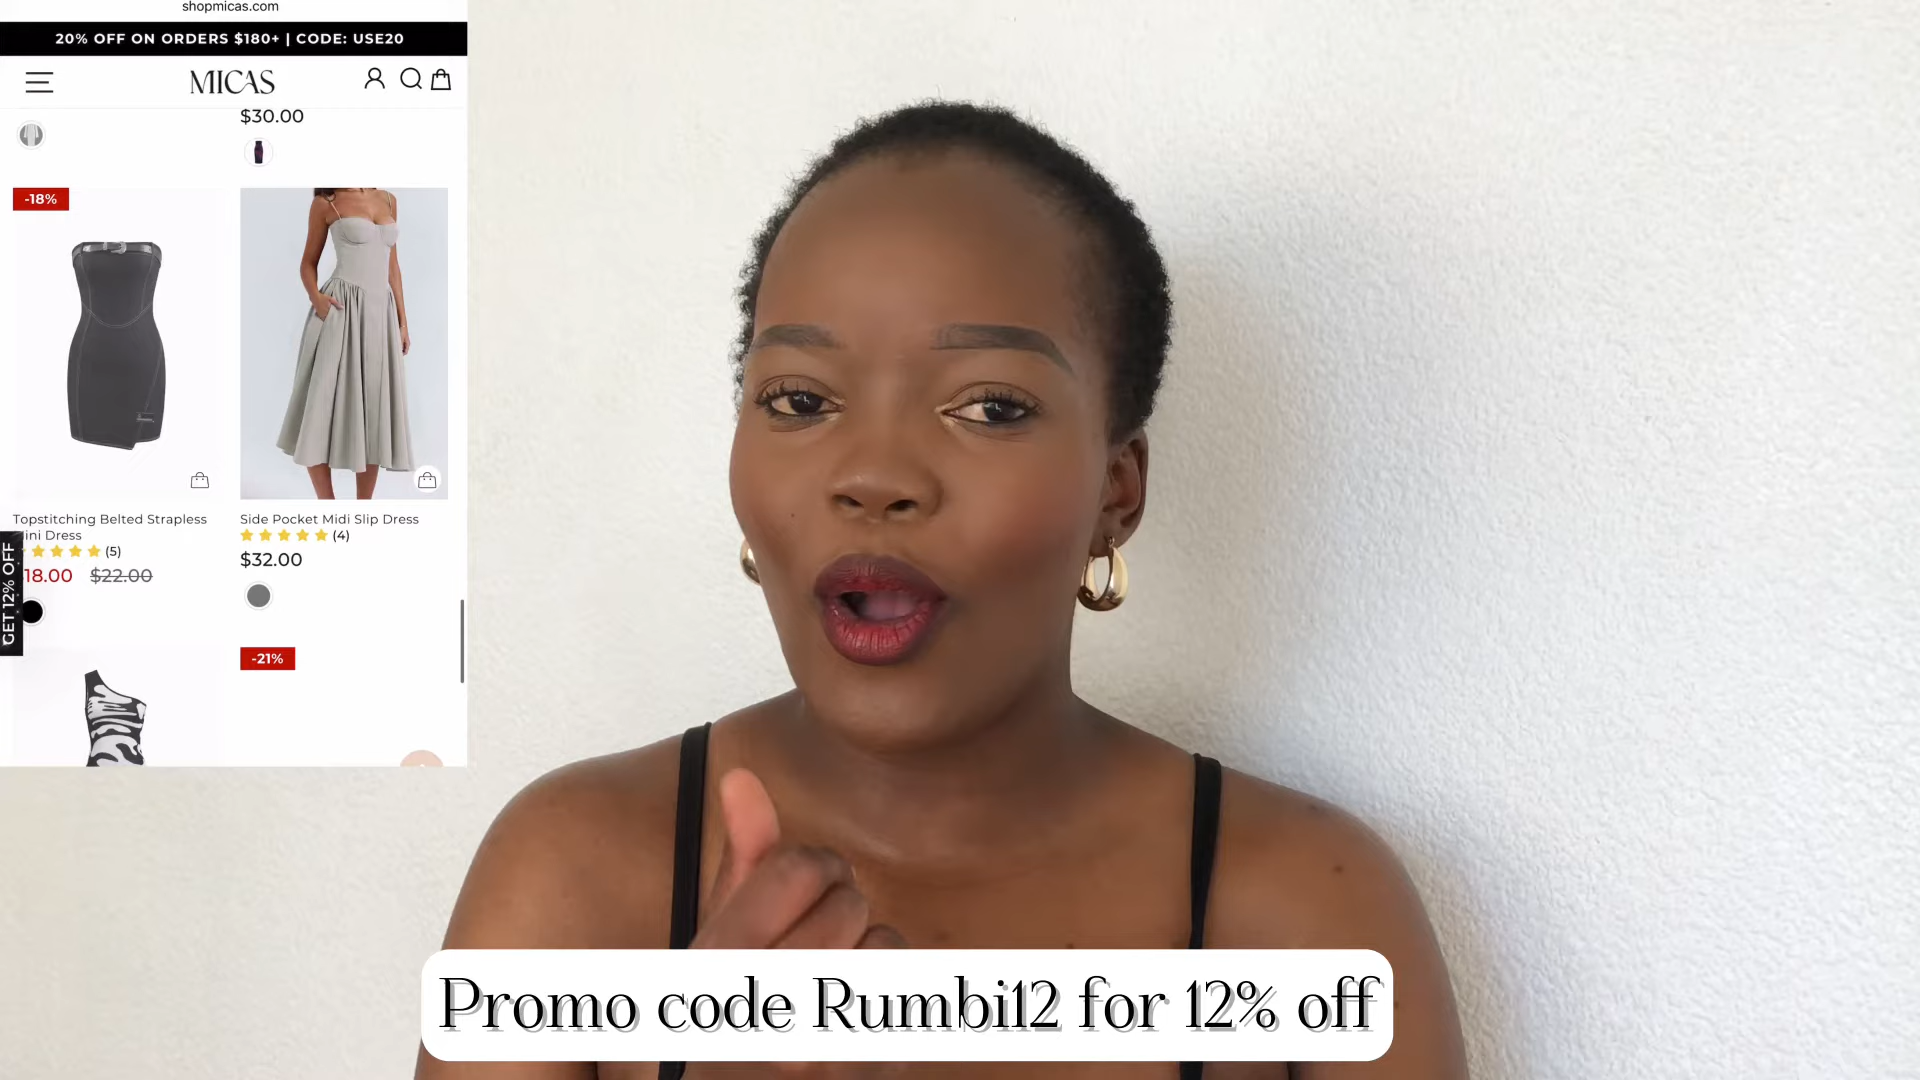 shopmicas.com
20% OFF ON ORDERS $180+ | CODE: USE20
MICAS
$30.00
-18%
Topstitching Belted Strapless
ini Dress
(5)
18.00 $22.00
Side Pocket Midi Slip Dress
(4)
$32.00
GET 12% OFF
-21%
Promo code Rumbi12 for 12% off